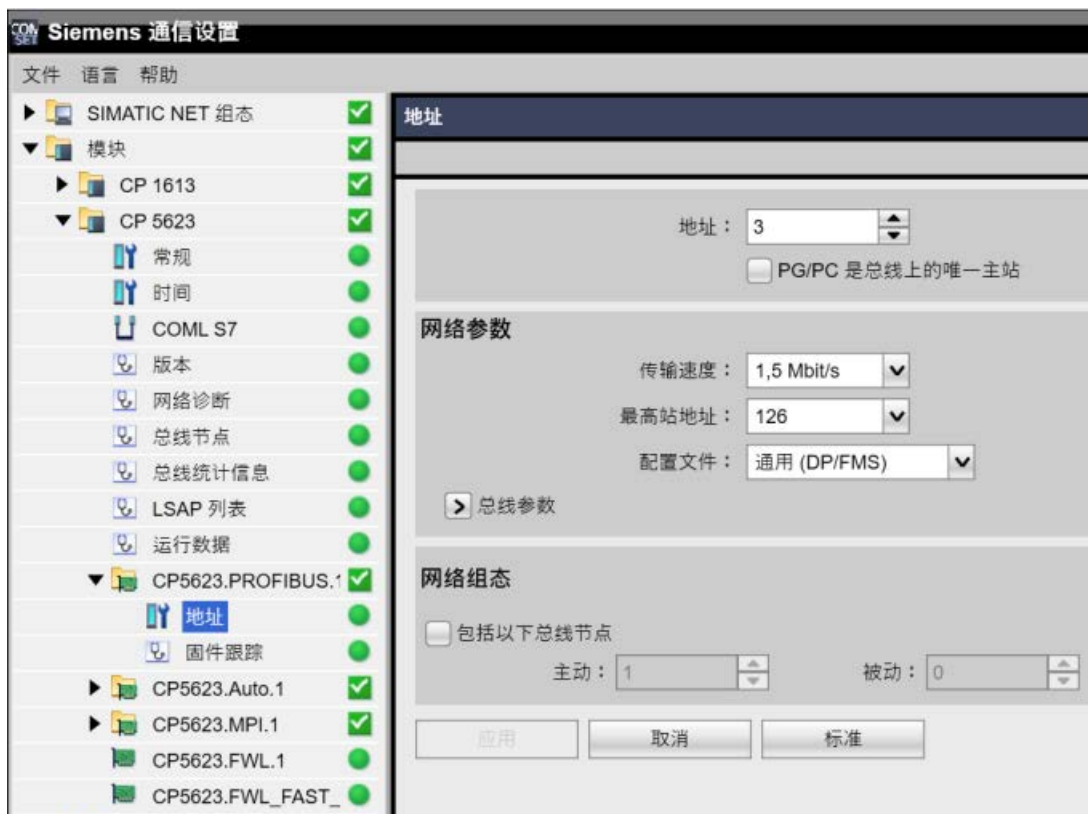 Siemens 通信设置
文件 语言 帮助
SIMATIC NET 组态
模块
CP 1613
CP 5623
常规
时间
COML S7
版本
网络诊断
总线节点
总线统计信息
LSAP 列表
运行数据
CP5623.PROFIBUS.1
地址
固件跟踪
CP5623.Auto.1
CP5623.MPI.1
CP5623.FWL.1
CP5623.FWL_FAST_
地址
地址： 3
PG/PC 是总线上的唯一主站
网络参数
传输速度： 1,5 Mbit/s
最高站地址： 126
配置文件： 通用 (DP/FMS)
总线参数
网络组态
包括以下总线节点
主动： 1 被动： 0
应用 取消 标准